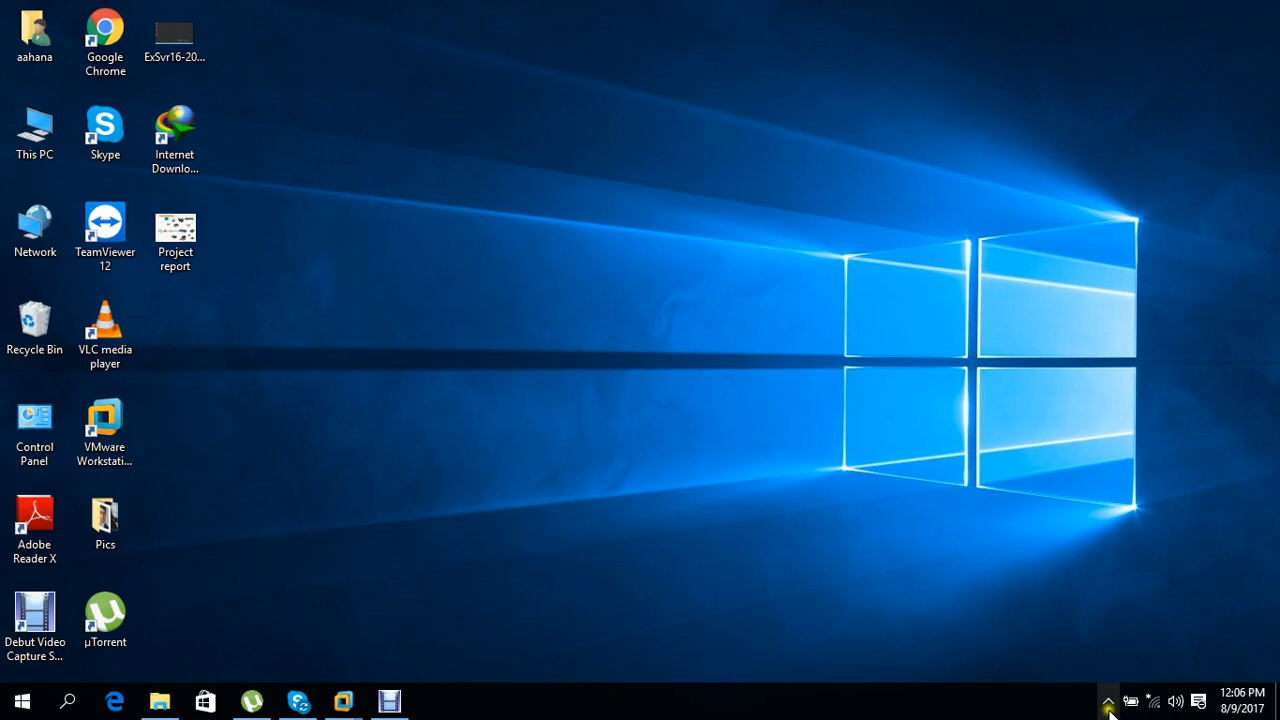 aahana
Google
Chrome
ExSvr16-20...
This PC
Skype
Internet
Downlo...
Network
TeamViewer
12
Project
report
Recycle Bin
VLC media
player
Control
Panel
VMware
Workstati...
Adobe
Reader X
Pics
Debut Video
Capture S...
µTorrent
12:06 PM
8/9/2017